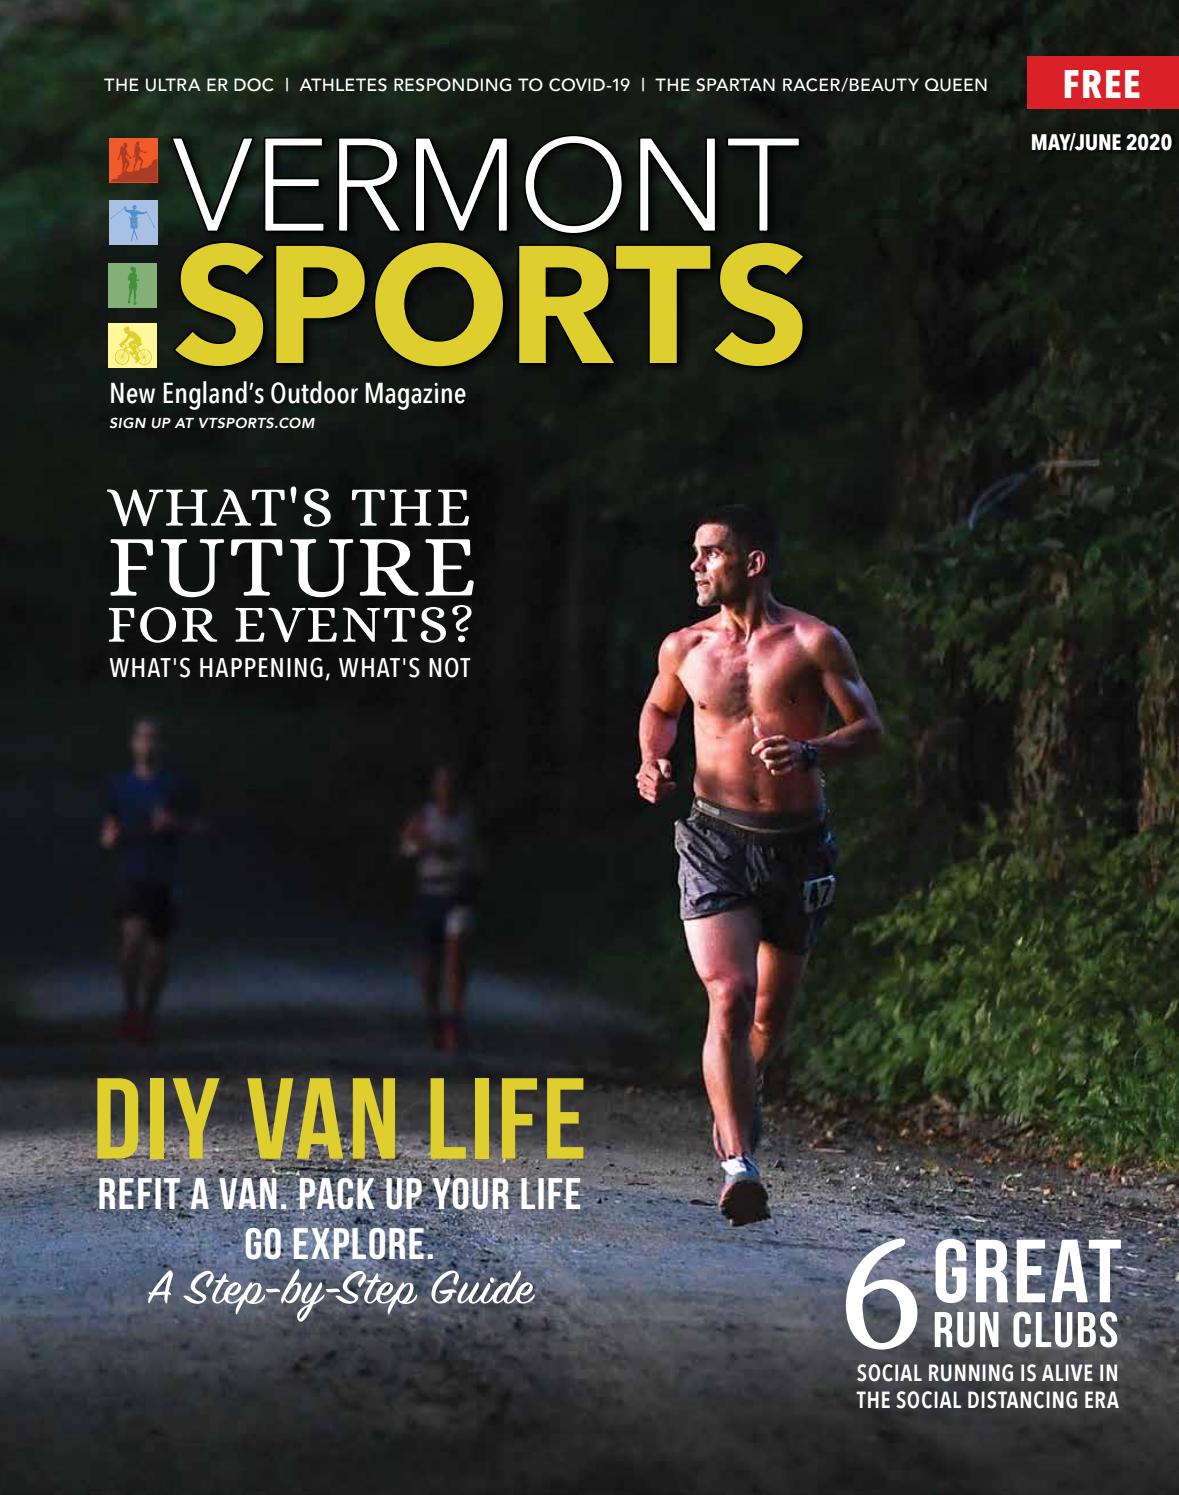 THE ULTRA ER DOC | ATHLETES RESPONDING TO COVID-19 | THE SPARTAN RACER/BEAUTY QUEEN
FREE
MAY/JUNE 2020
VERMONT
SPORTS
New England's Outdoor Magazine
SIGN UP AT VTSPORTS.COM
WHAT'S THE
FUTURE
FOR EVENTS?
WHAT'S HAPPENING, WHAT'S NOT
47
DIY VAN LIFE
REFIT A VAN. PACK UP YOUR LIFE
GO EXPLORE.
A Step-by-Step Guide
6 GREAT
RUN CLUBS
SOCIAL RUNNING IS ALIVE IN
THE SOCIAL DISTANCING ERA